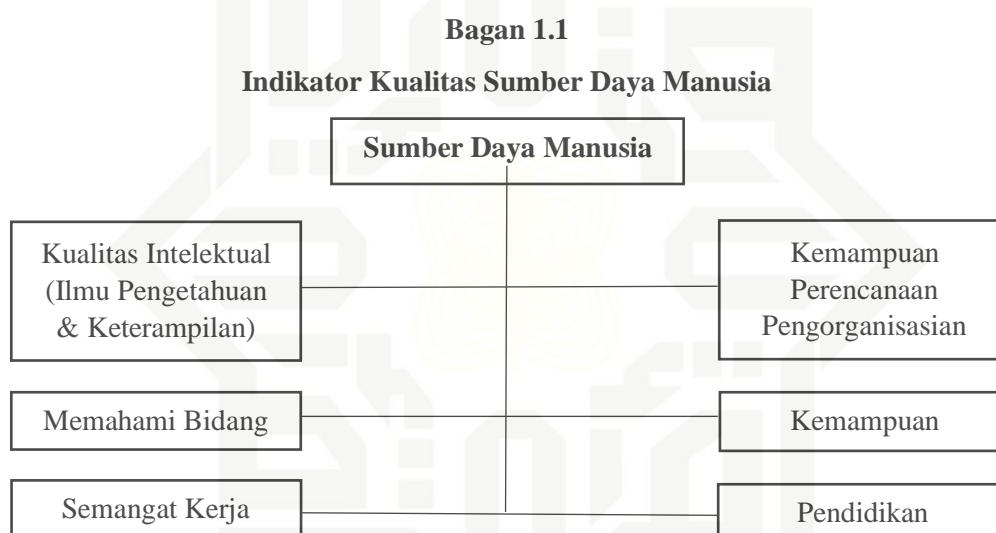 Bagan 1.1
Indikator Kualitas Sumber Daya Manusia
Sumber Daya Manusia
Kualitas Intelektual
(Ilmu Pengetahuan
& Keterampilan)
Kemampuan
Perencanaan
Pengorganisasian
Memahami Bidang
Kemampuan
Semangat Kerja
Pendidikan